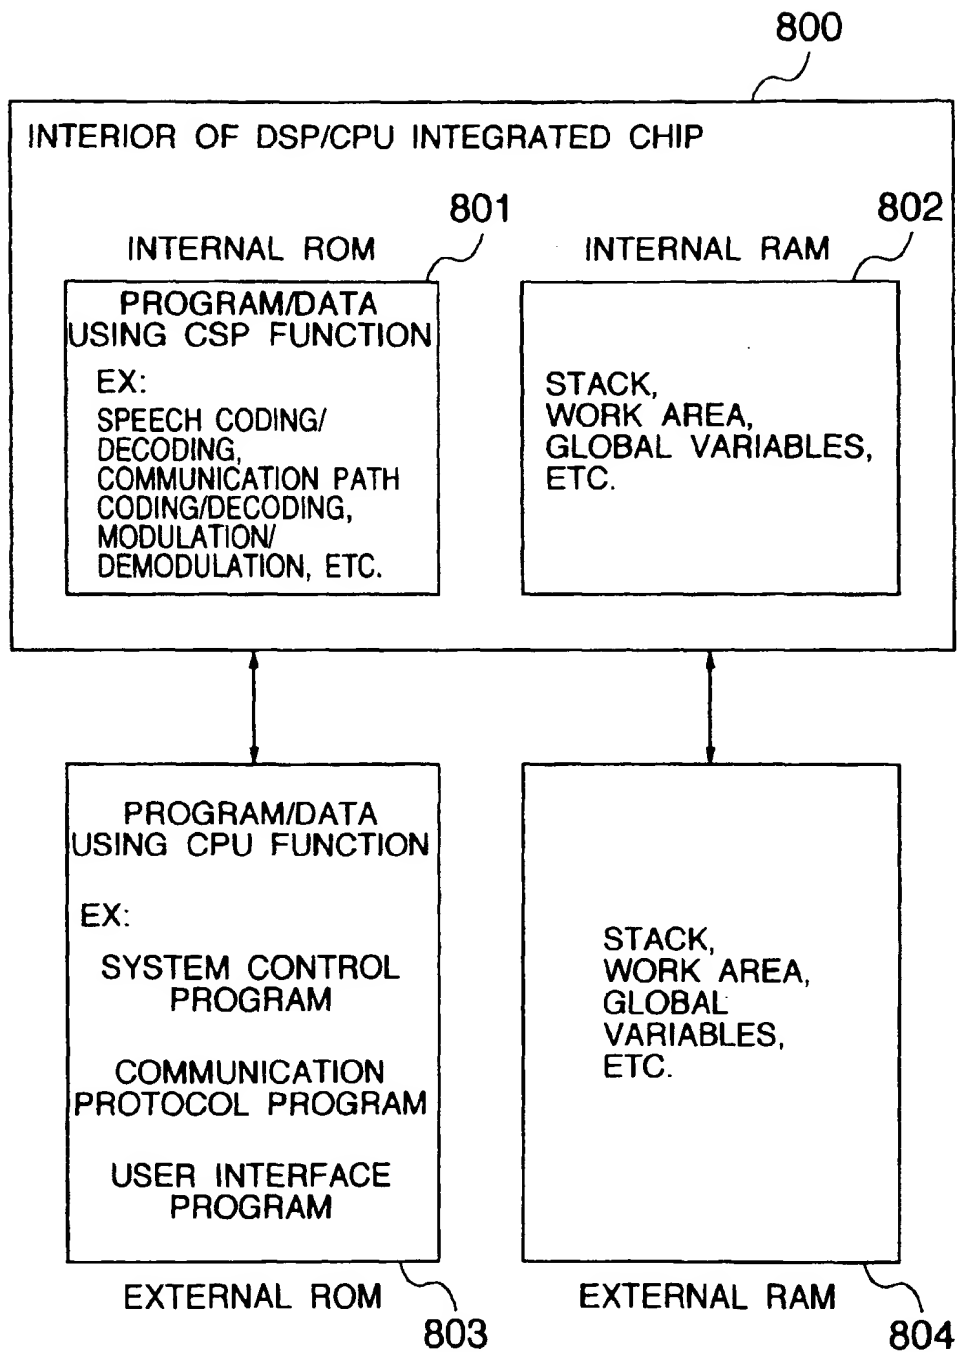 800
INTERIOR OF DSP/CPU INTEGRATED CHIP
801
INTERNAL ROM
PROGRAM/DATA
USING CSP FUNCTION
EX:
SPEECH CODING/
DECODING,
COMMUNICATION PATH
CODING/DECODING,
MODULATION/
DEMODULATION, ETC.
802
INTERNAL RAM
STACK,
WORK AREA,
GLOBAL VARIABLES,
ETC.
PROGRAM/DATA
USING CPU FUNCTION
EX:
SYSTEM CONTROL
PROGRAM
COMMUNICATION
PROTOCOL PROGRAM
USER INTERFACE
PROGRAM
EXTERNAL ROM
803
STACK,
WORK AREA,
GLOBAL
VARIABLES,
ETC.
EXTERNAL RAM
804